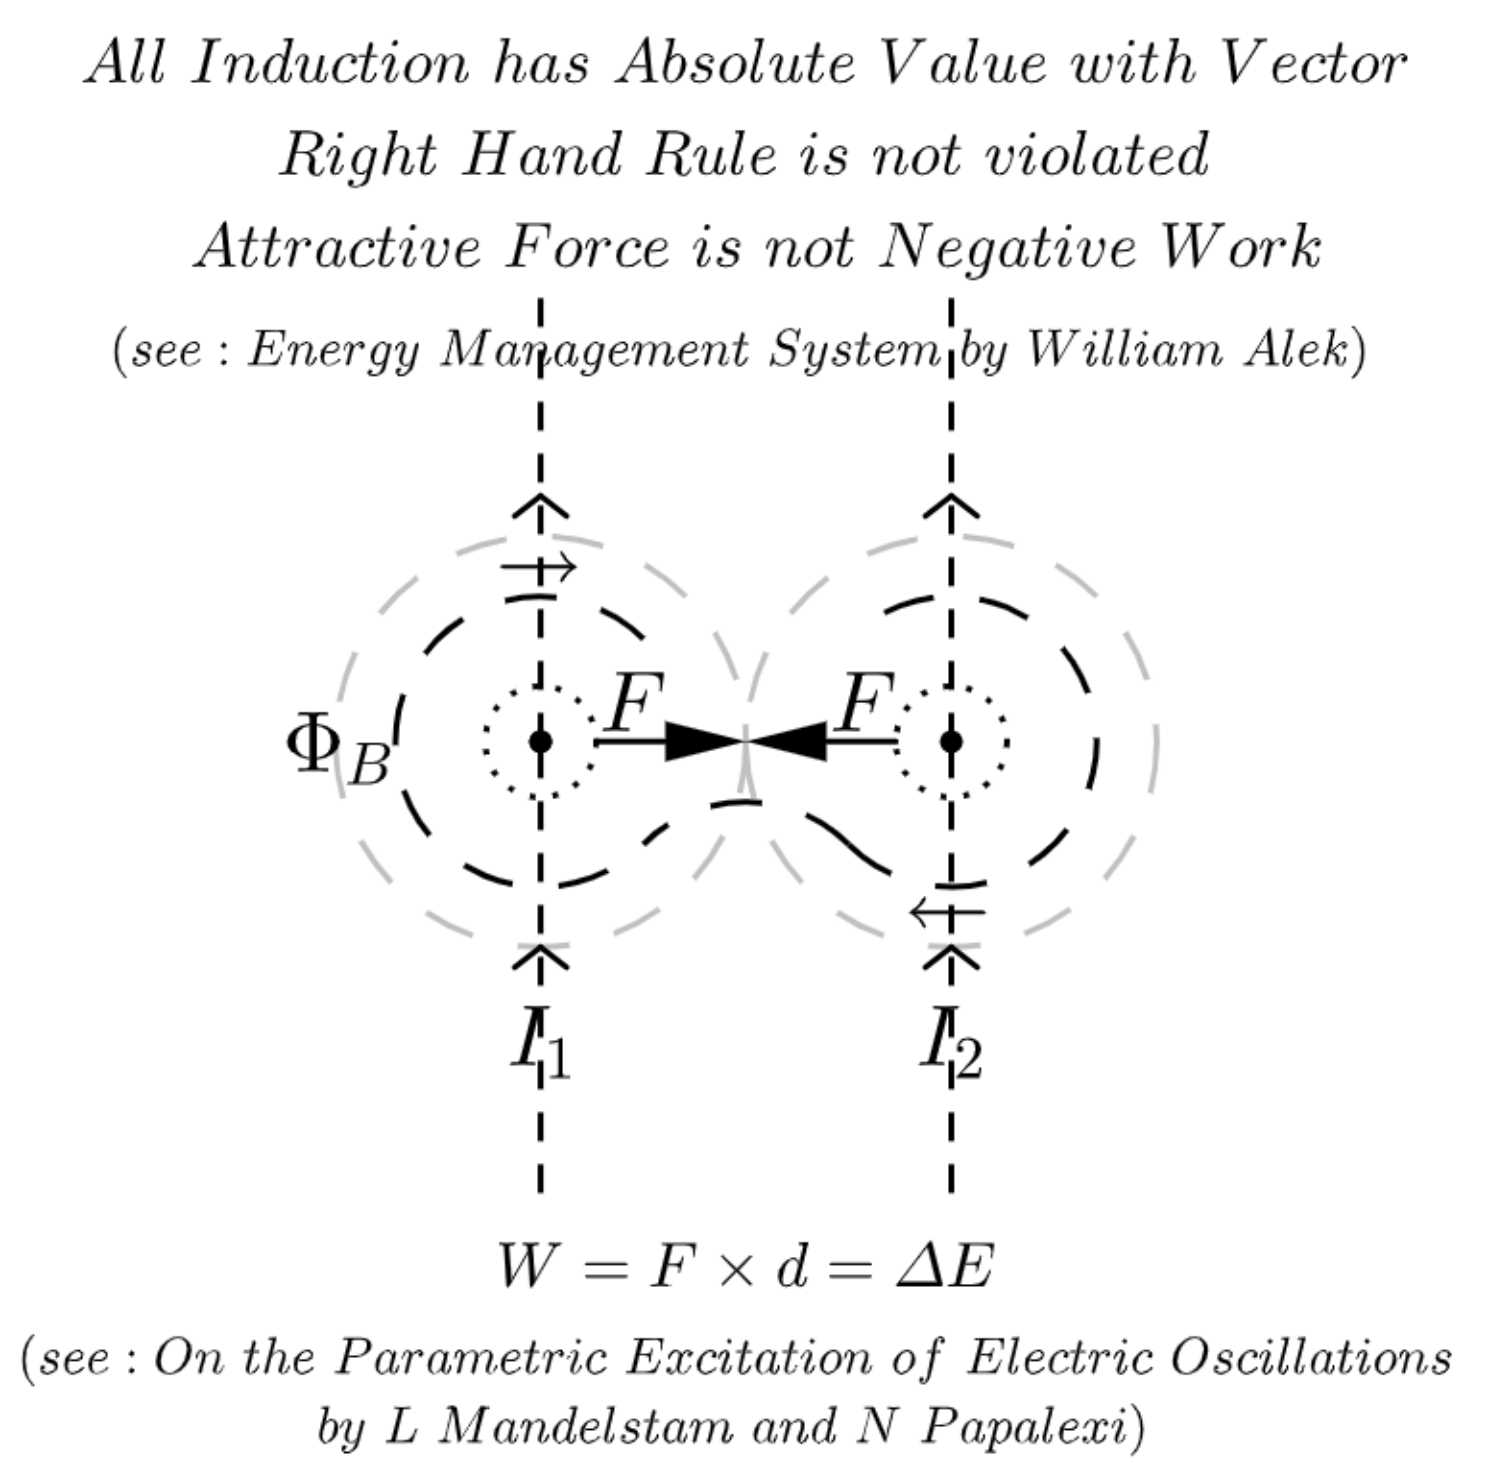 All Induction has Absolute Value with Vector
Right Hand Rule is not violated
Attractive Force is not Negative Work
(see : Energy Management System by William Alek)
F F
Φ_B
I_1 I_2
W = F × d = ΔE
(see : On the Parametric Excitation of Electric Oscillations
by L Mandelstam and N Papalexi)